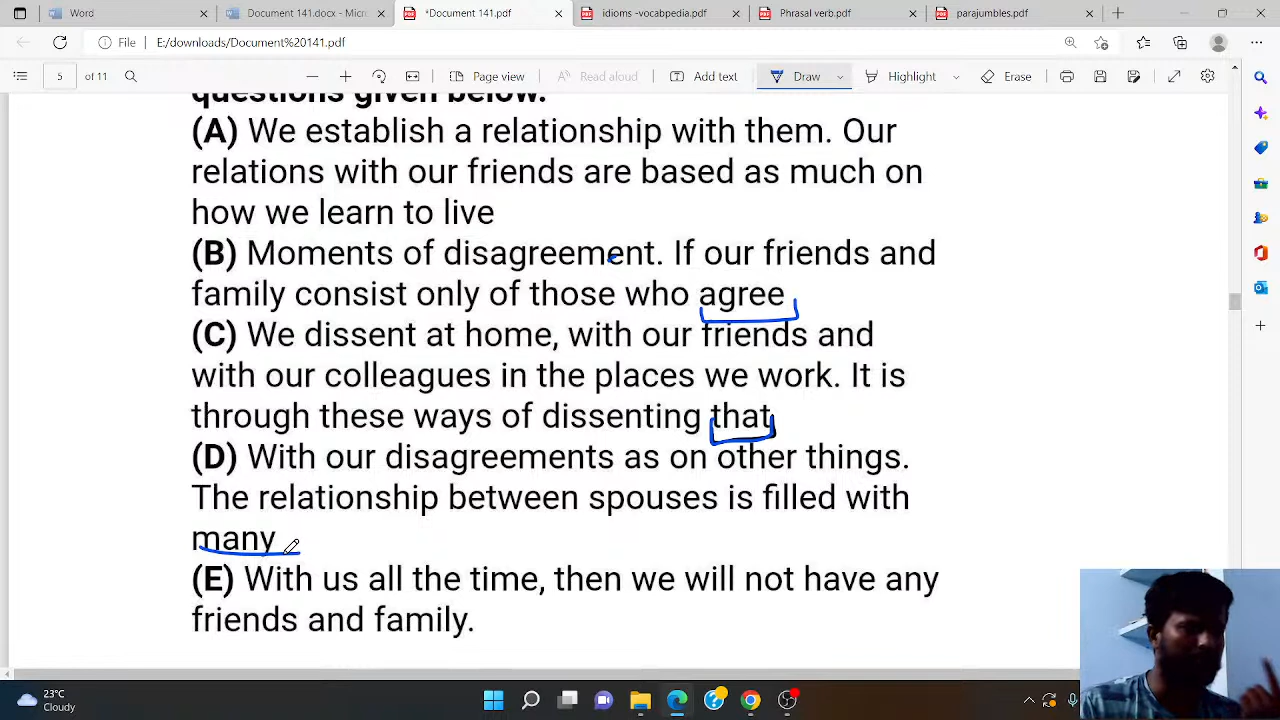 Word
Document 141.docx - Micro
*Document 141.pdf
idioms -vocabpedia.pdf
Phrasal verb.pdf
parajumbles.pdf
File
E:/downloads/Document%20141.pdf
5 of 11
Page view
Read aloud
Add text
Draw
Highlight
Erase
questions given below.
(A) We establish a relationship with them. Our
relations with our friends are based as much on
how we learn to live
(B) Moments of disagreement. If our friends and
family consist only of those who agree
(C) We dissent at home, with our friends and
with our colleagues in the places we work. It is
through these ways of dissenting that
(D) With our disagreements as on other things.
The relationship between spouses is filled with
many
(E) With us all the time, then we will not have any
friends and family.
23°C
Cloudy